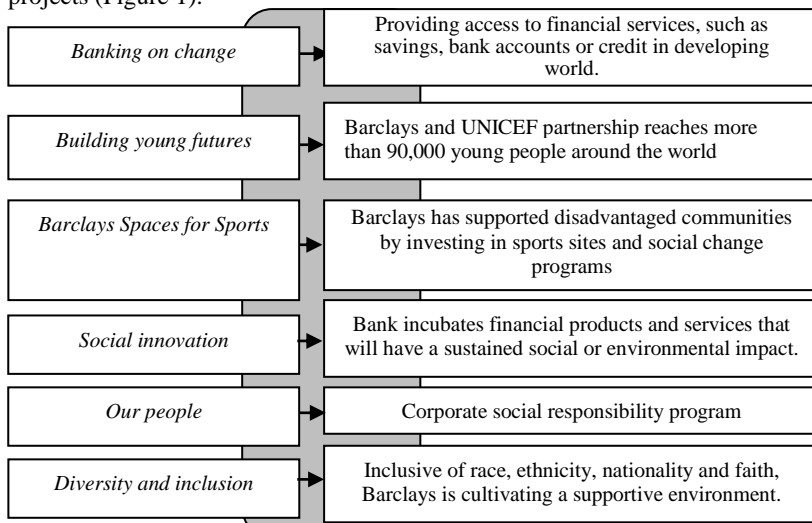 projects (Figure 1).
Banking on change
Providing access to financial services, such as
savings, bank accounts or credit in developing
world.
Building young futures
Barclays and UNICEF partnership reaches more
than 90,000 young people around the world
Barclays Spaces for Sports
Barclays has supported disadvantaged communities
by investing in sports sites and social change
programs
Social innovation
Bank incubates financial products and services that
will have a sustained social or environmental impact.
Our people
Corporate social responsibility program
Diversity and inclusion
Inclusive of race, ethnicity, nationality and faith,
Barclays is cultivating a supportive environment.